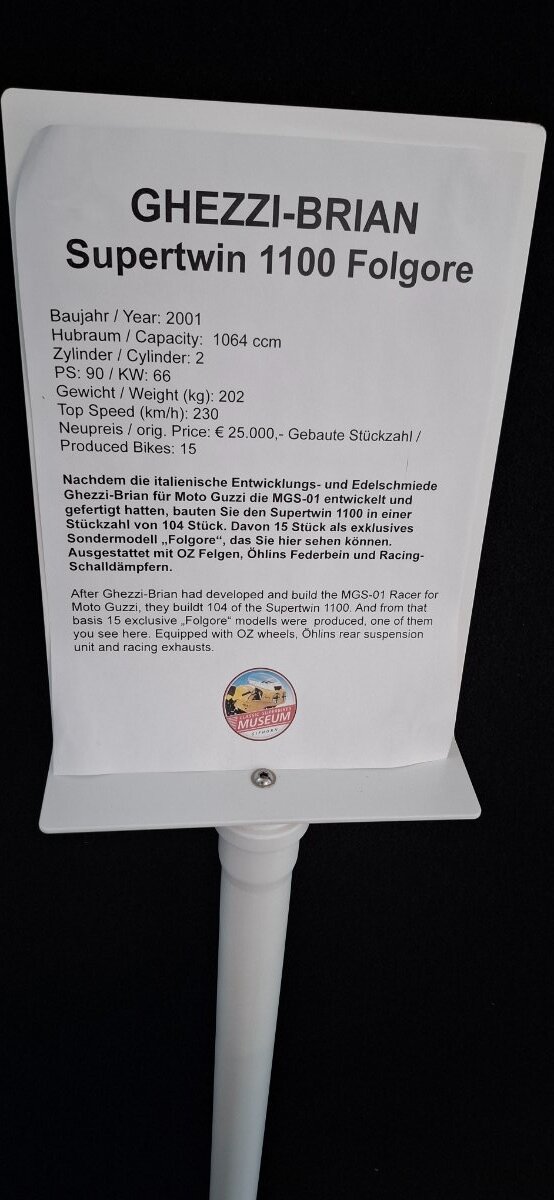 GHEZZI-BRIAN
Supertwin 1100 Folgore
Baujahr / Year: 2001
Hubraum / Capacity: 1064 ccm
Zylinder / Cylinder: 2
PS: 90 / KW: 66
Gewicht / Weight (kg): 202
Top Speed (km/h): 230
Neupreis / orig. Price: € 25.000,- Gebaute Stückzahl /
Produced Bikes: 15
Nachdem die italienische Entwicklungs- und Edelschmiede
Ghezzi-Brian für Moto Guzzi die MGS-01 entwickelt und
gefertigt hatten, bauten Sie den Supertwin 1100 in einer
Stückzahl von 104 Stück. Davon 15 Stück als exklusives
Sondermodell „Folgore“, das Sie hier sehen können.
Ausgestattet mit OZ Felgen, Öhlins Federbein und Racing-
Schalldämpfern.
After Ghezzi-Brian had developed and build the MGS-01 Racer for
Moto Guzzi, they buildt 104 of the Supertwin 1100. And from that
basis 15 exclusive „Folgore“ modells were produced, one of them
you see here. Equipped with OZ wheels, Öhlins rear suspension
unit and racing exhausts.
CLASSIC SUPERBIKES
MUSEUM
GIFHORN